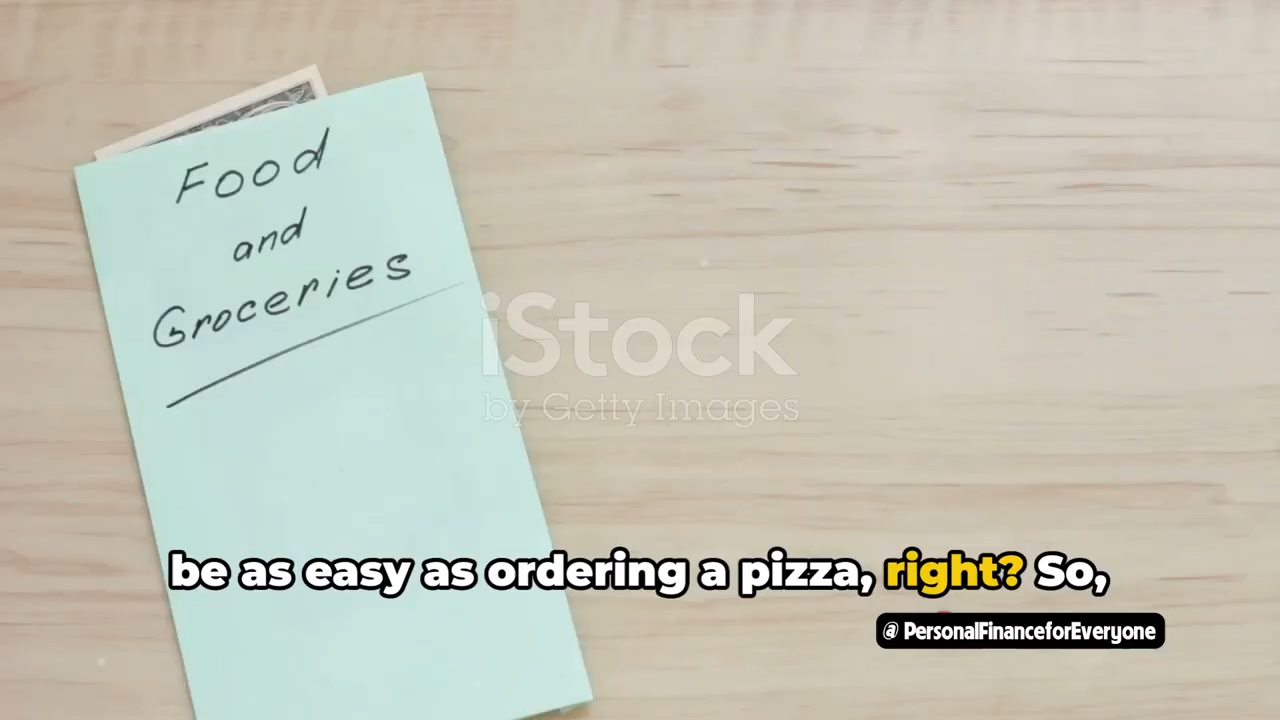 Food
and
Groceries
iStock
by Getty Images
be as easy as ordering a pizza, right? So,
@ PersonalFinanceforEveryone